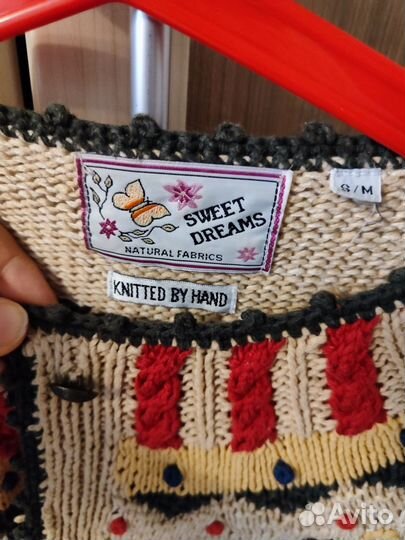 SWEET
DREAMS
NATURAL FABRICS
S/M
KNITTED BY HAND
Avito